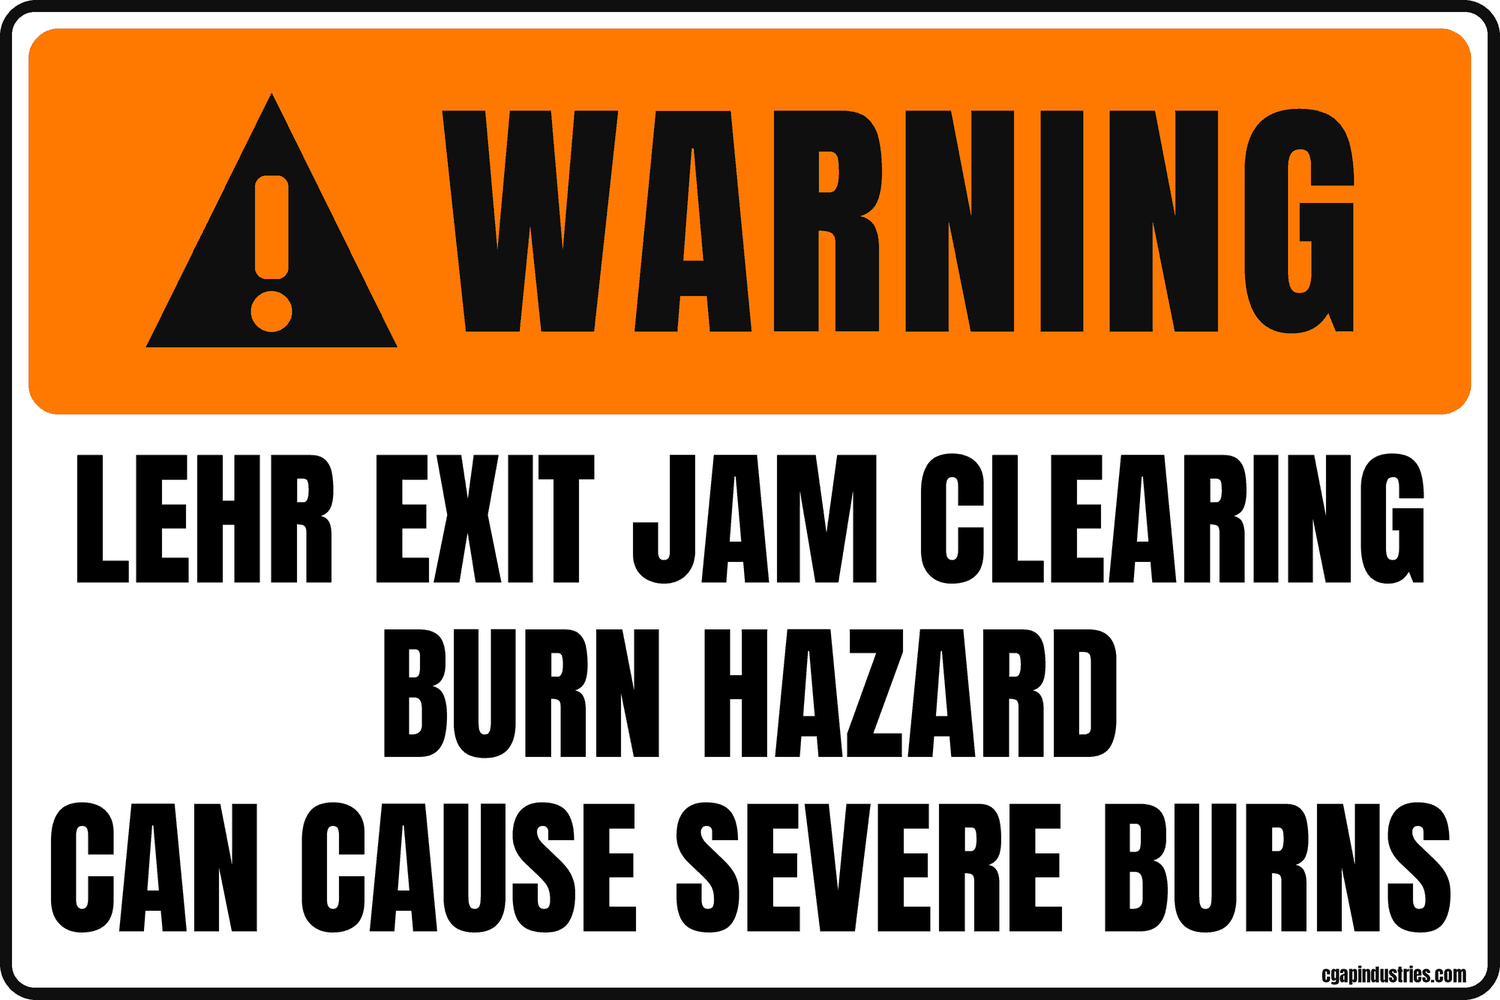 WARNING
LEHR EXIT JAM CLEARING
BURN HAZARD
CAN CAUSE SEVERE BURNS
cgapindustries.com